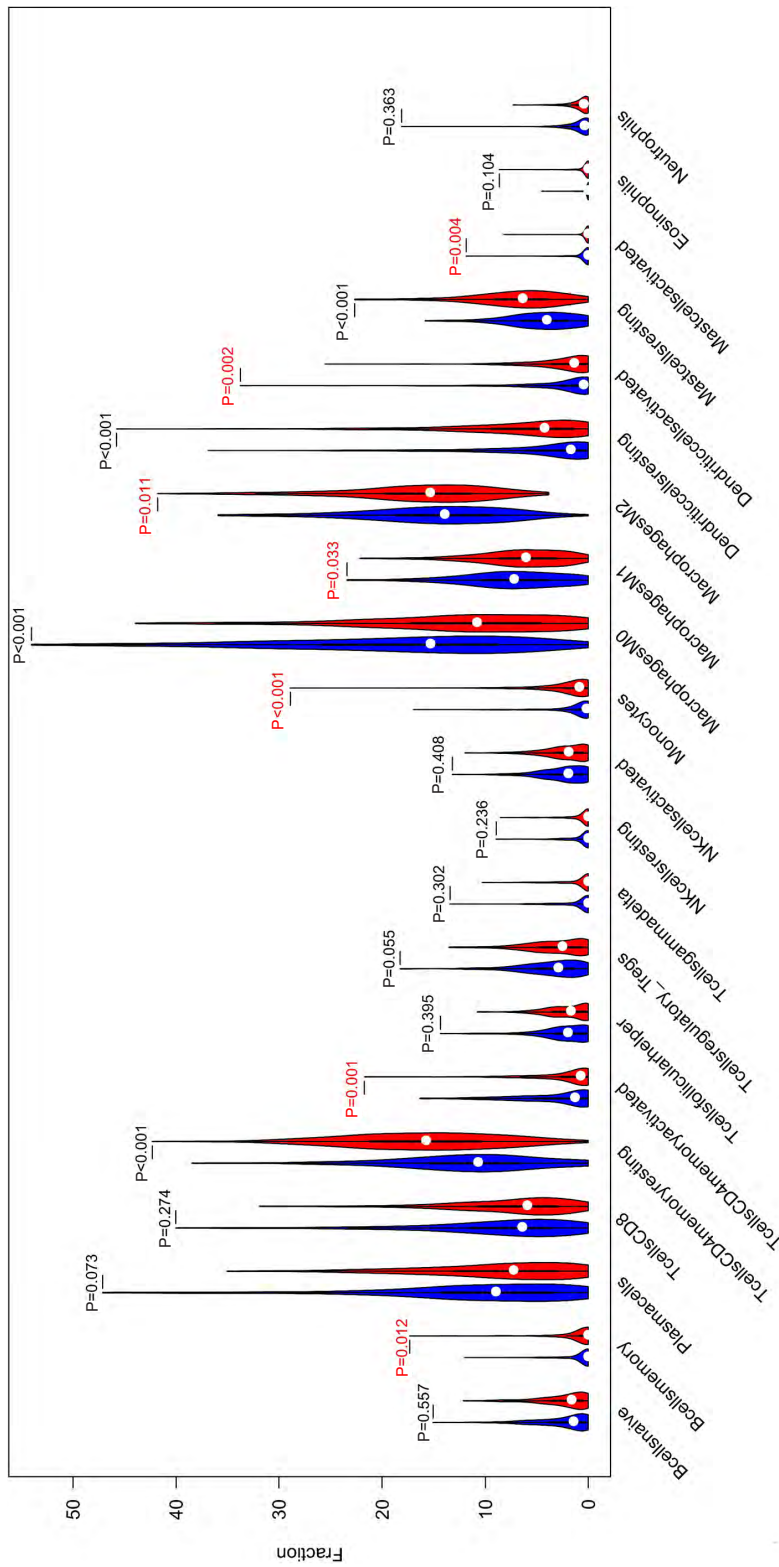 Fraction
50
40
30
20
10
0
P=0.557
P=0.012
P=0.073
P=0.274
P<0.001
P=0.001
P=0.395
P=0.055
P=0.302
P=0.236
P=0.408
P<0.001
P<0.001
P=0.033
P=0.011
P<0.001
P=0.002
P<0.001
P=0.004
P=0.104
P=0.363
Bcellsnaive
Bcellsmemory
Plasmacells
TcellsCD8
TcellsCD4memoryresting
TcellsCD4memoryactivated
Tcellsfollicularhelper
Tcellsregulatory_Tregs
Tcellsgammadelta
NKcellsresting
NKcellsactivated
Monocytes
MacrophagesM0
MacrophagesM1
MacrophagesM2
Dendriticcellsresting
Dendriticcellsactivated
Mastcellsresting
Mastcellsactivated
Eosinophils
Neutrophils